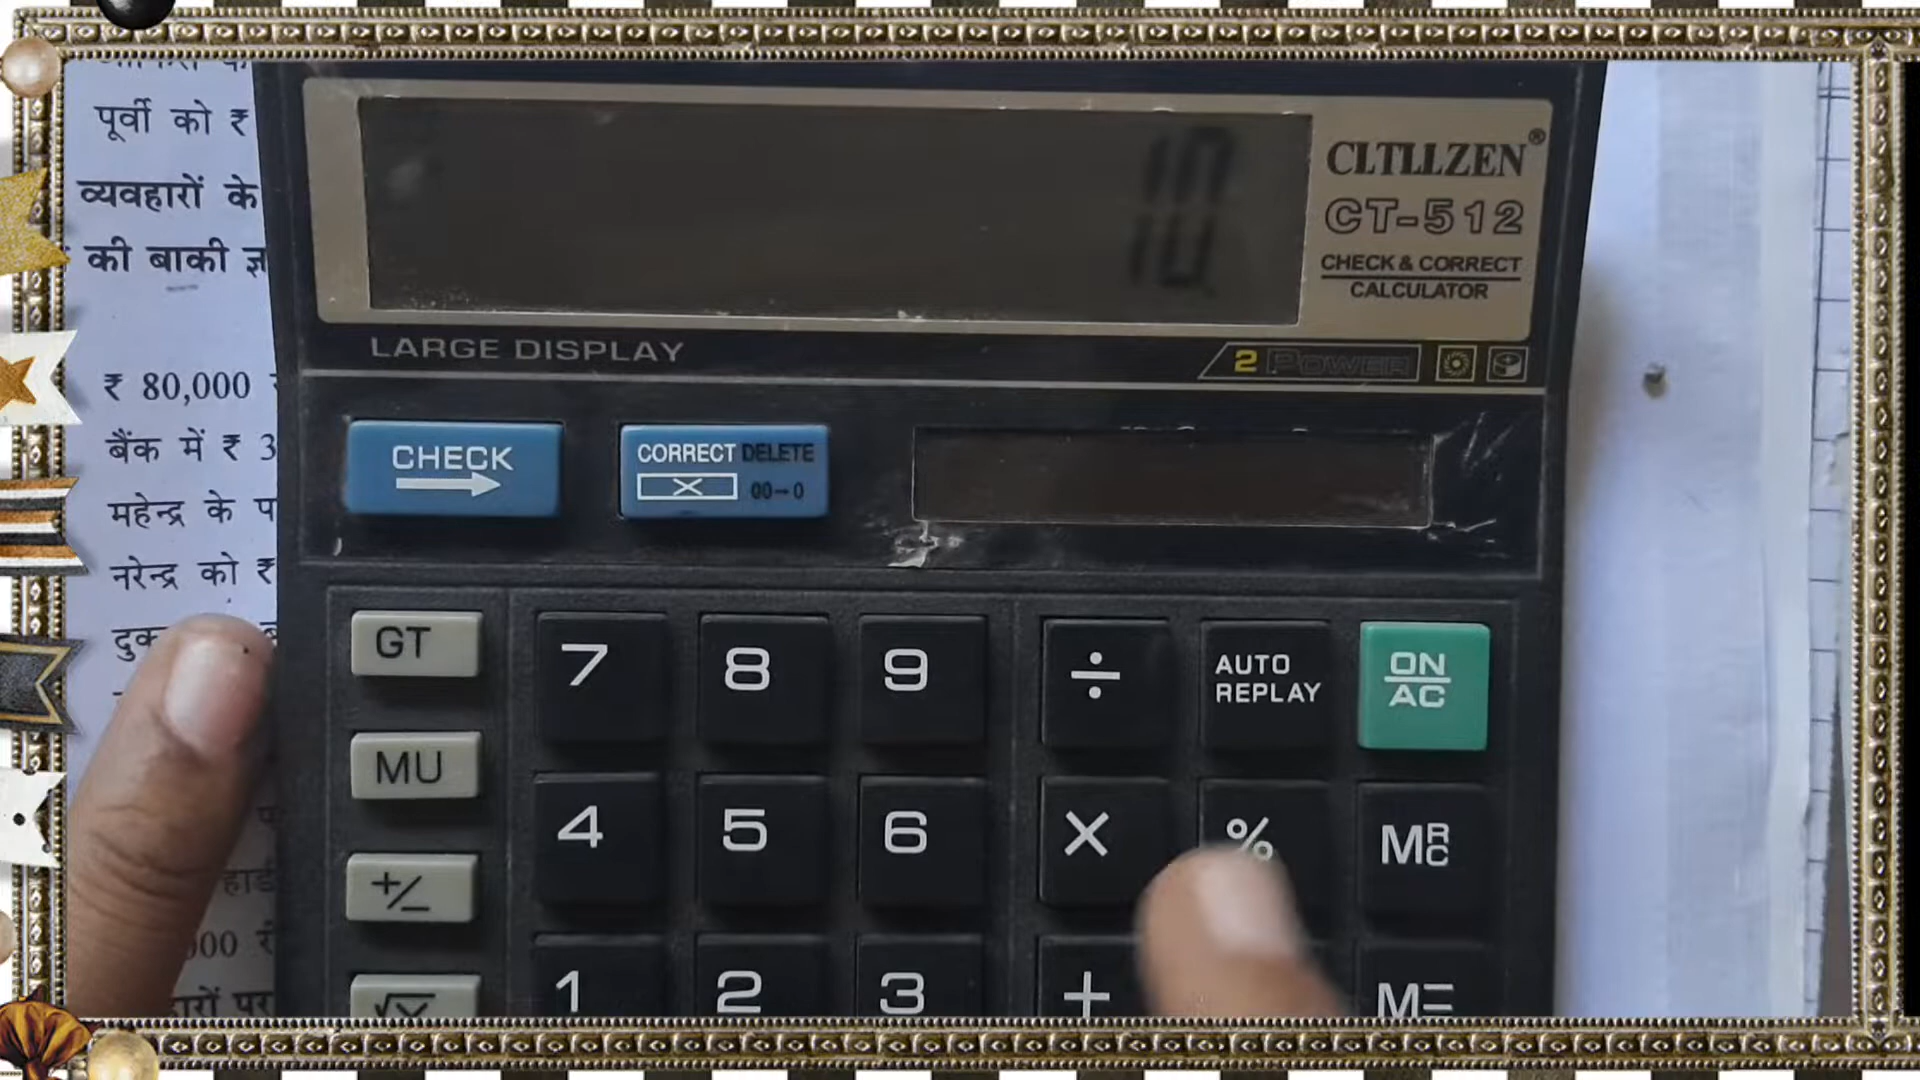 पूर्वी को ₹
व्यवहारों के
की बाकी
₹ 80,000
बैंक में ₹ 3
महेन्द्र के
नरेन्द्र को ₹
10
CLTLLZEN®
CT-512
CHECK & CORRECT
CALCULATOR
LARGE DISPLAY
2 POWER
CHECK
CORRECT DELETE
00→0
GT 7 8 9 ÷ AUTO REPLAY ON/AC
MU 4 5 6 × % MRC
+/− 1 2 3 + M=
√